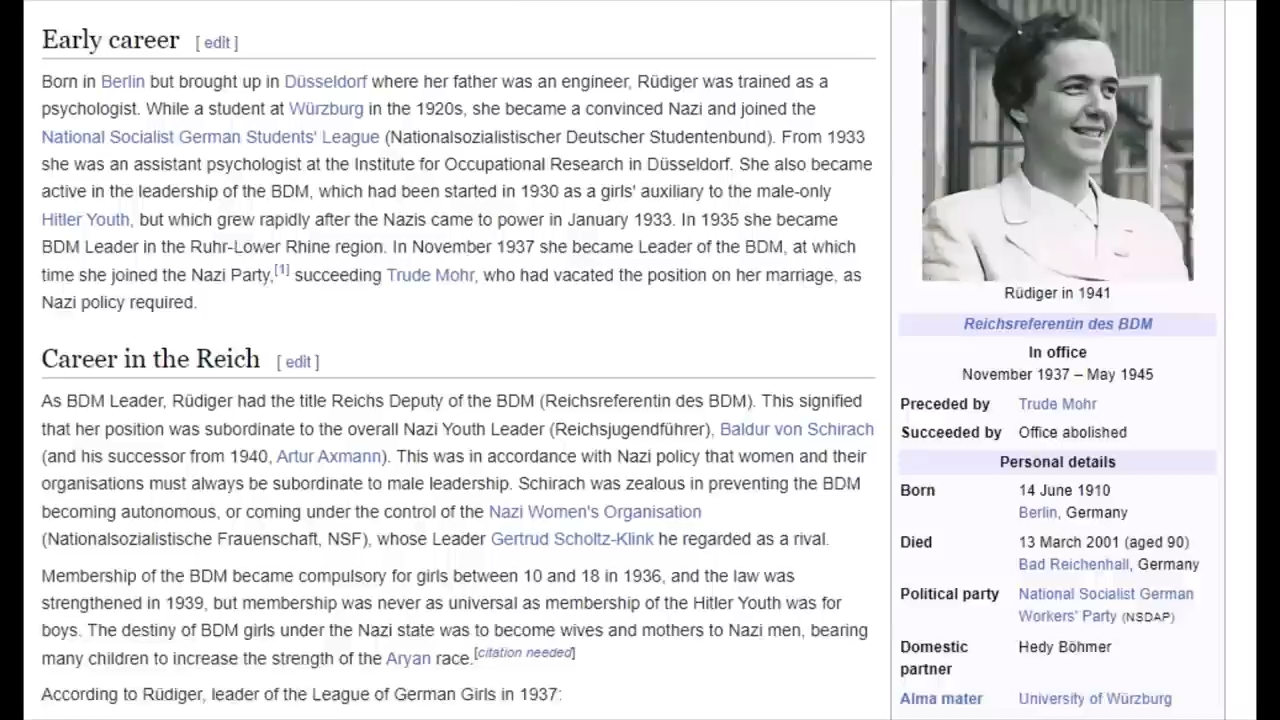 Early career [ edit ]
Born in Berlin but brought up in Düsseldorf where her father was an engineer, Rüdiger was trained as a
psychologist. While a student at Würzburg in the 1920s, she became a convinced Nazi and joined the
National Socialist German Students' League (Nationalsozialistischer Deutscher Studentenbund). From 1933
she was an assistant psychologist at the Institute for Occupational Research in Düsseldorf. She also became
active in the leadership of the BDM, which had been started in 1930 as a girls' auxiliary to the male-only
Hitler Youth, but which grew rapidly after the Nazis came to power in January 1933. In 1935 she became
BDM Leader in the Ruhr-Lower Rhine region. In November 1937 she became Leader of the BDM, at which
time she joined the Nazi Party,[1] succeeding Trude Mohr, who had vacated the position on her marriage, as
Nazi policy required.
Career in the Reich [ edit ]
As BDM Leader, Rüdiger had the title Reichs Deputy of the BDM (Reichsreferentin des BDM). This signified
that her position was subordinate to the overall Nazi Youth Leader (Reichsjugendführer), Baldur von Schirach
(and his successor from 1940, Artur Axmann). This was in accordance with Nazi policy that women and their
organisations must always be subordinate to male leadership. Schirach was zealous in preventing the BDM
becoming autonomous, or coming under the control of the Nazi Women's Organisation
(Nationalsozialistische Frauenschaft, NSF), whose Leader Gertrud Scholtz-Klink he regarded as a rival.
Membership of the BDM became compulsory for girls between 10 and 18 in 1936, and the law was
strengthened in 1939, but membership was never as universal as membership of the Hitler Youth was for
boys. The destiny of BDM girls under the Nazi state was to become wives and mothers to Nazi men, bearing
many children to increase the strength of the Aryan race.[citation needed]
According to Rüdiger, leader of the League of German Girls in 1937:
Rüdiger in 1941
Reichsreferentin des BDM
In office
November 1937 – May 1945
Preceded by Trude Mohr
Succeeded by Office abolished
Personal details
Born 14 June 1910
Berlin, Germany
Died 13 March 2001 (aged 90)
Bad Reichenhall, Germany
Political party National Socialist German
Workers' Party (NSDAP)
Domestic Hedy Böhmer
partner
Alma mater University of Würzburg